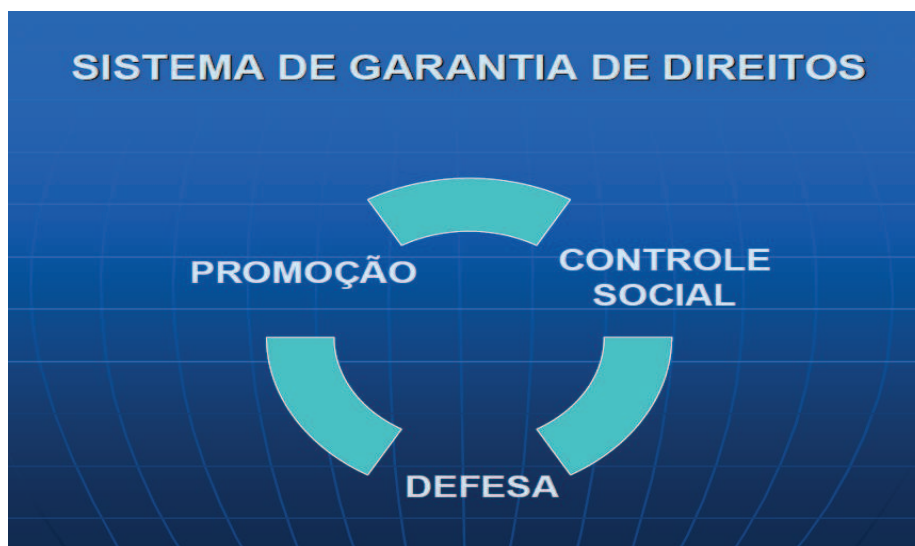 SISTEMA DE GARANTIA DE DIREITOS
PROMOÇÃO
CONTROLE
SOCIAL
DEFESA